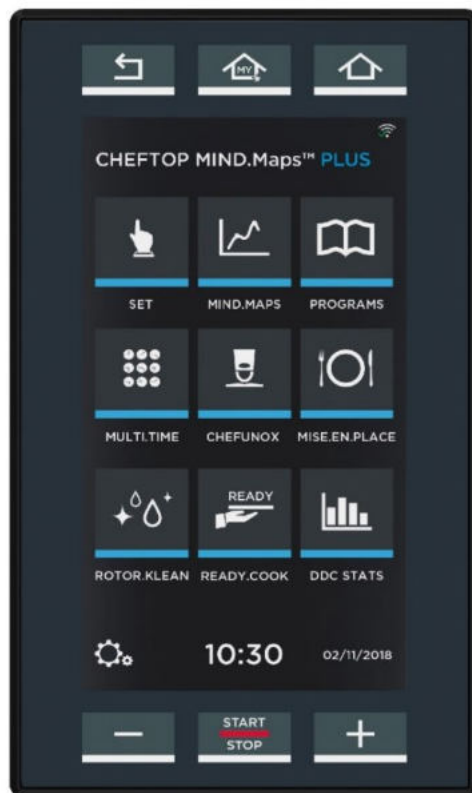 MY
CHEFTOP MIND.Maps™ PLUS
SET
MIND.MAPS
PROGRAMS
MULTI.TIME
CHEFUNOX
MISE.EN.PLACE
READY
ROTOR.KLEAN
READY.COOK
DDC STATS
10:30
02/11/2018
START
STOP